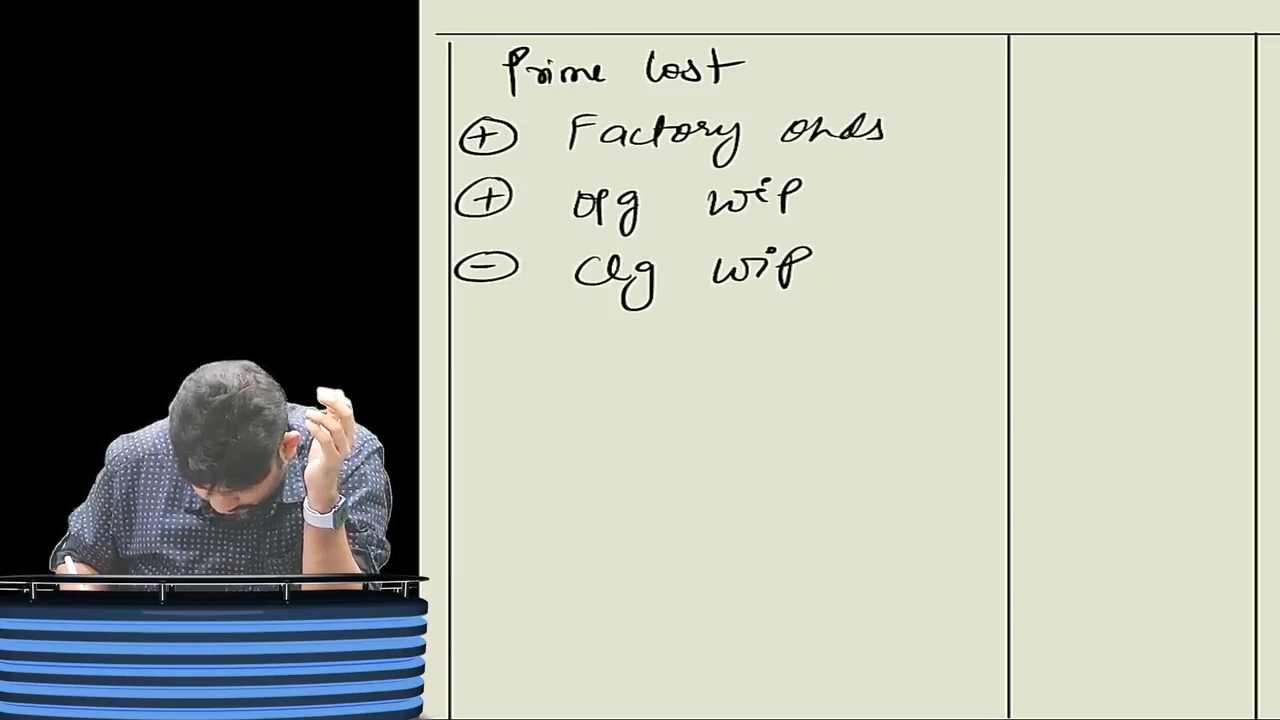 Prime Cost
+ Factory ohds
+ opg wip
- Clg wip